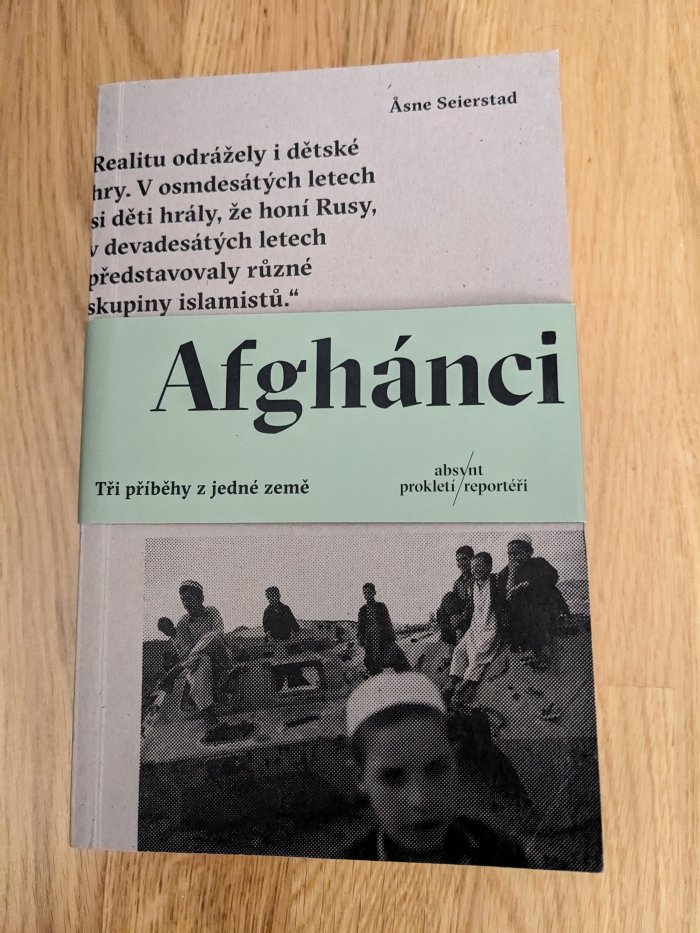 Åsne Seierstad
Realitu odrážely i dětské
hry. V osmdesátých letech
si děti hrály, že honí Rusy,
v devadesátých letech
představovaly různé
skupiny islamistů.“
Afghánci
Tři příběhy z jedné země
absynt
prokletí/reportéři